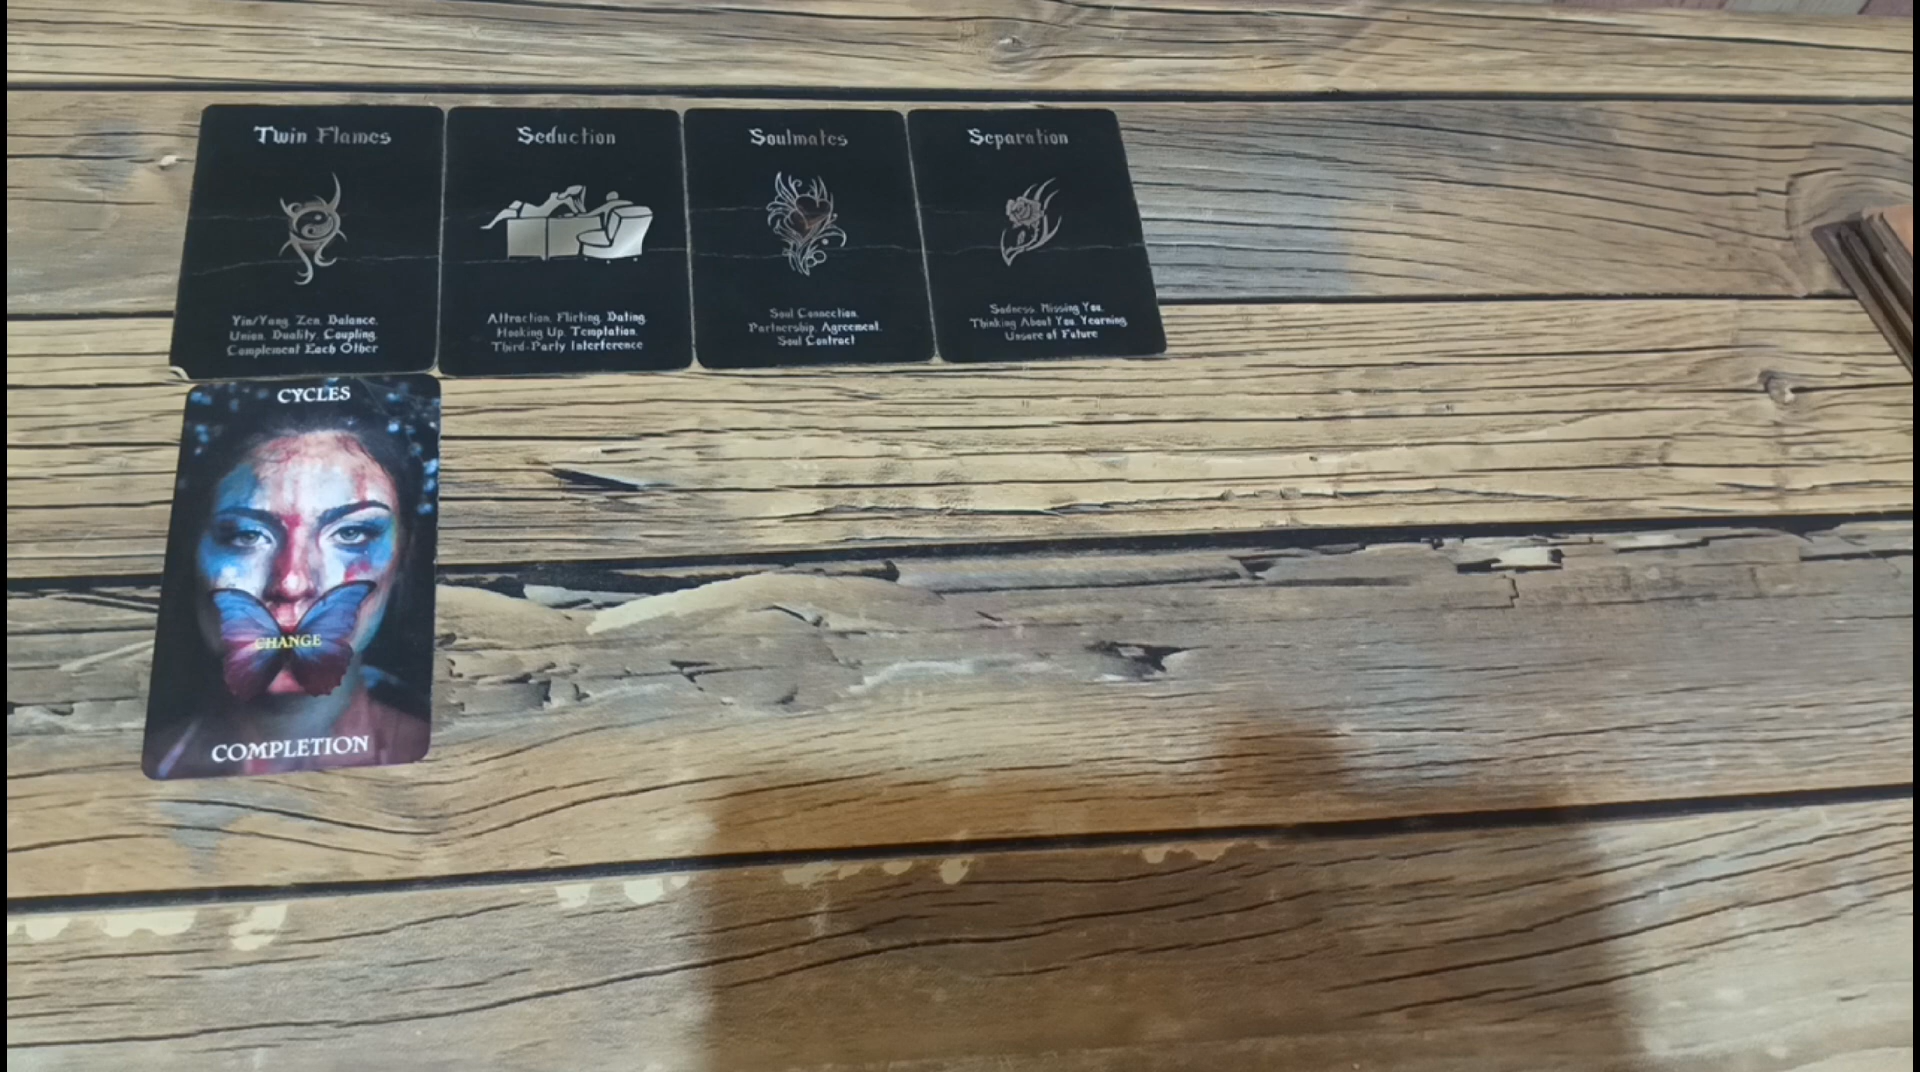 Twin Flames
Yin/Yang, Zen, Balance,
Union, Duality, Coupling,
Complement Each Other
Seduction
Attraction, Flirting, Dating,
Hooking Up, Temptation,
Third-Party Interference
Soulmates
Soul Connection,
Partnership, Agreement,
Soul Contract
Separation
Sadness, Missing You,
Thinking About You, Yearning,
Unsure of Future
CYCLES
CHANGE
COMPLETION